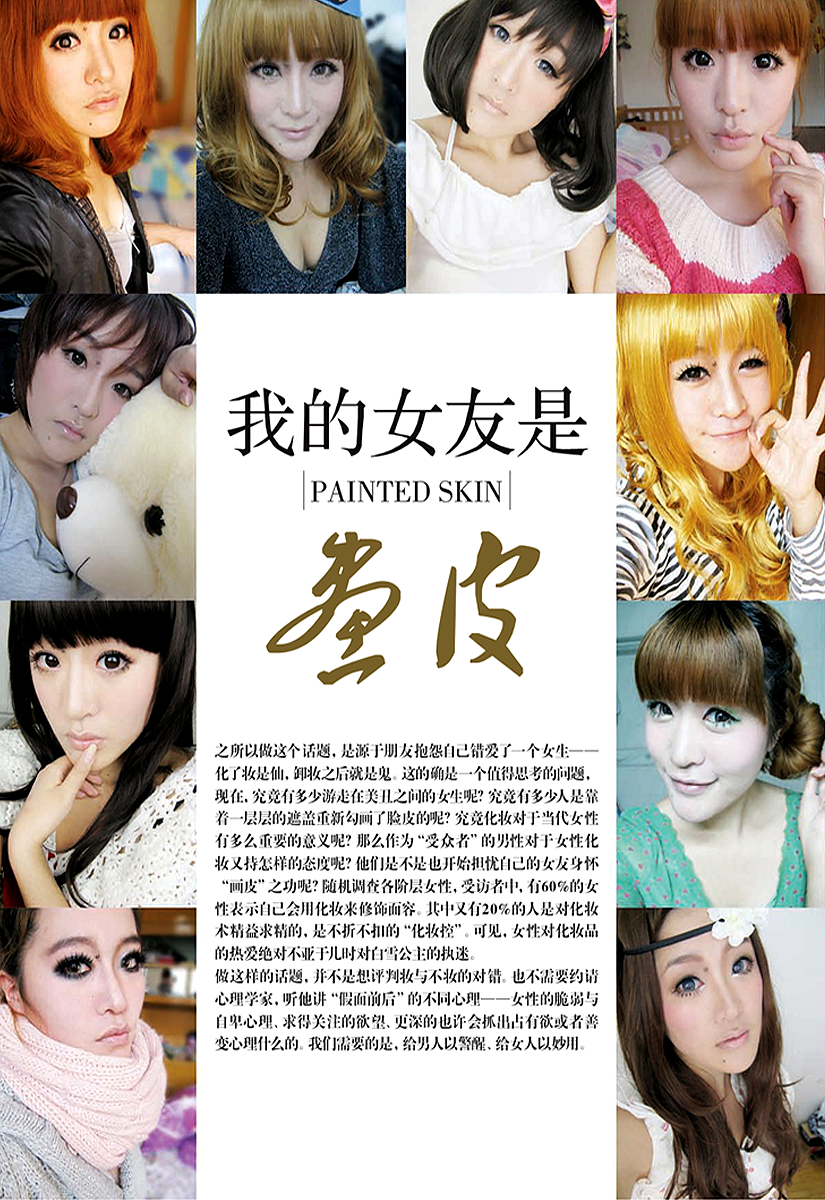 我的女友是
PAINTED SKIN
画皮
之所以做这个话题，是源于朋友抱怨自己错爱了一个女生——
化了妆是仙，卸妆之后就是鬼。这的确是一个值得思考的问题，
现在，究竟有多少游走在美丑之间的女生呢？究竟有多少人是靠
着一层层的遮盖重新勾画了脸皮的呢？究竟化妆对于当代女性
有多么重要的意义呢？那么作为“受众者”的男性对于女性化
妆又持怎样的态度呢？他们是不是也开始担忧自己的女友身怀
“画皮”之功呢？随机调查各阶层女性，受访者中，有60%的女
性表示自己会用化妆来修饰面容。其中又有20%的人是对化妆
术精益求精的，是不折不扣的“化妆控”。可见，女性对化妆品
的热爱绝对不亚于儿时对白雪公主的执迷。
做这样的话题，并不是想评判妆与不妆的对错。也不需要约请
心理学家，听他讲“假面前后”的不同心理——女性的脆弱与
自卑心理、求得关注的欲望、更深的也许会抓出占有欲或者善
变心理什么的。我们需要的是，给男人以警醒、给女人以妙用。